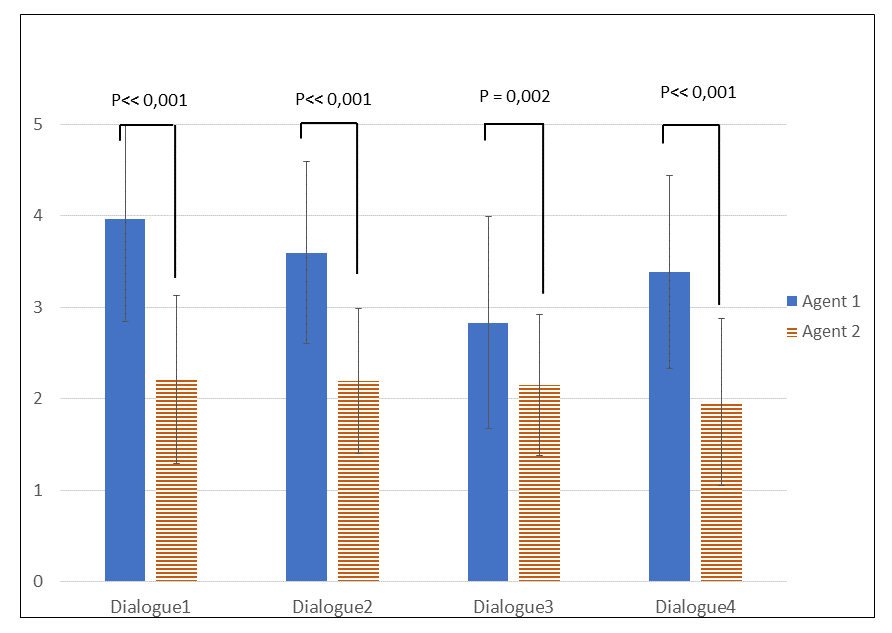 P<< 0,001
P<< 0,001
P = 0,002
P<< 0,001
5
4
3
2
1
0
Agent 1
Agent 2
Dialogue1
Dialogue2
Dialogue3
Dialogue4